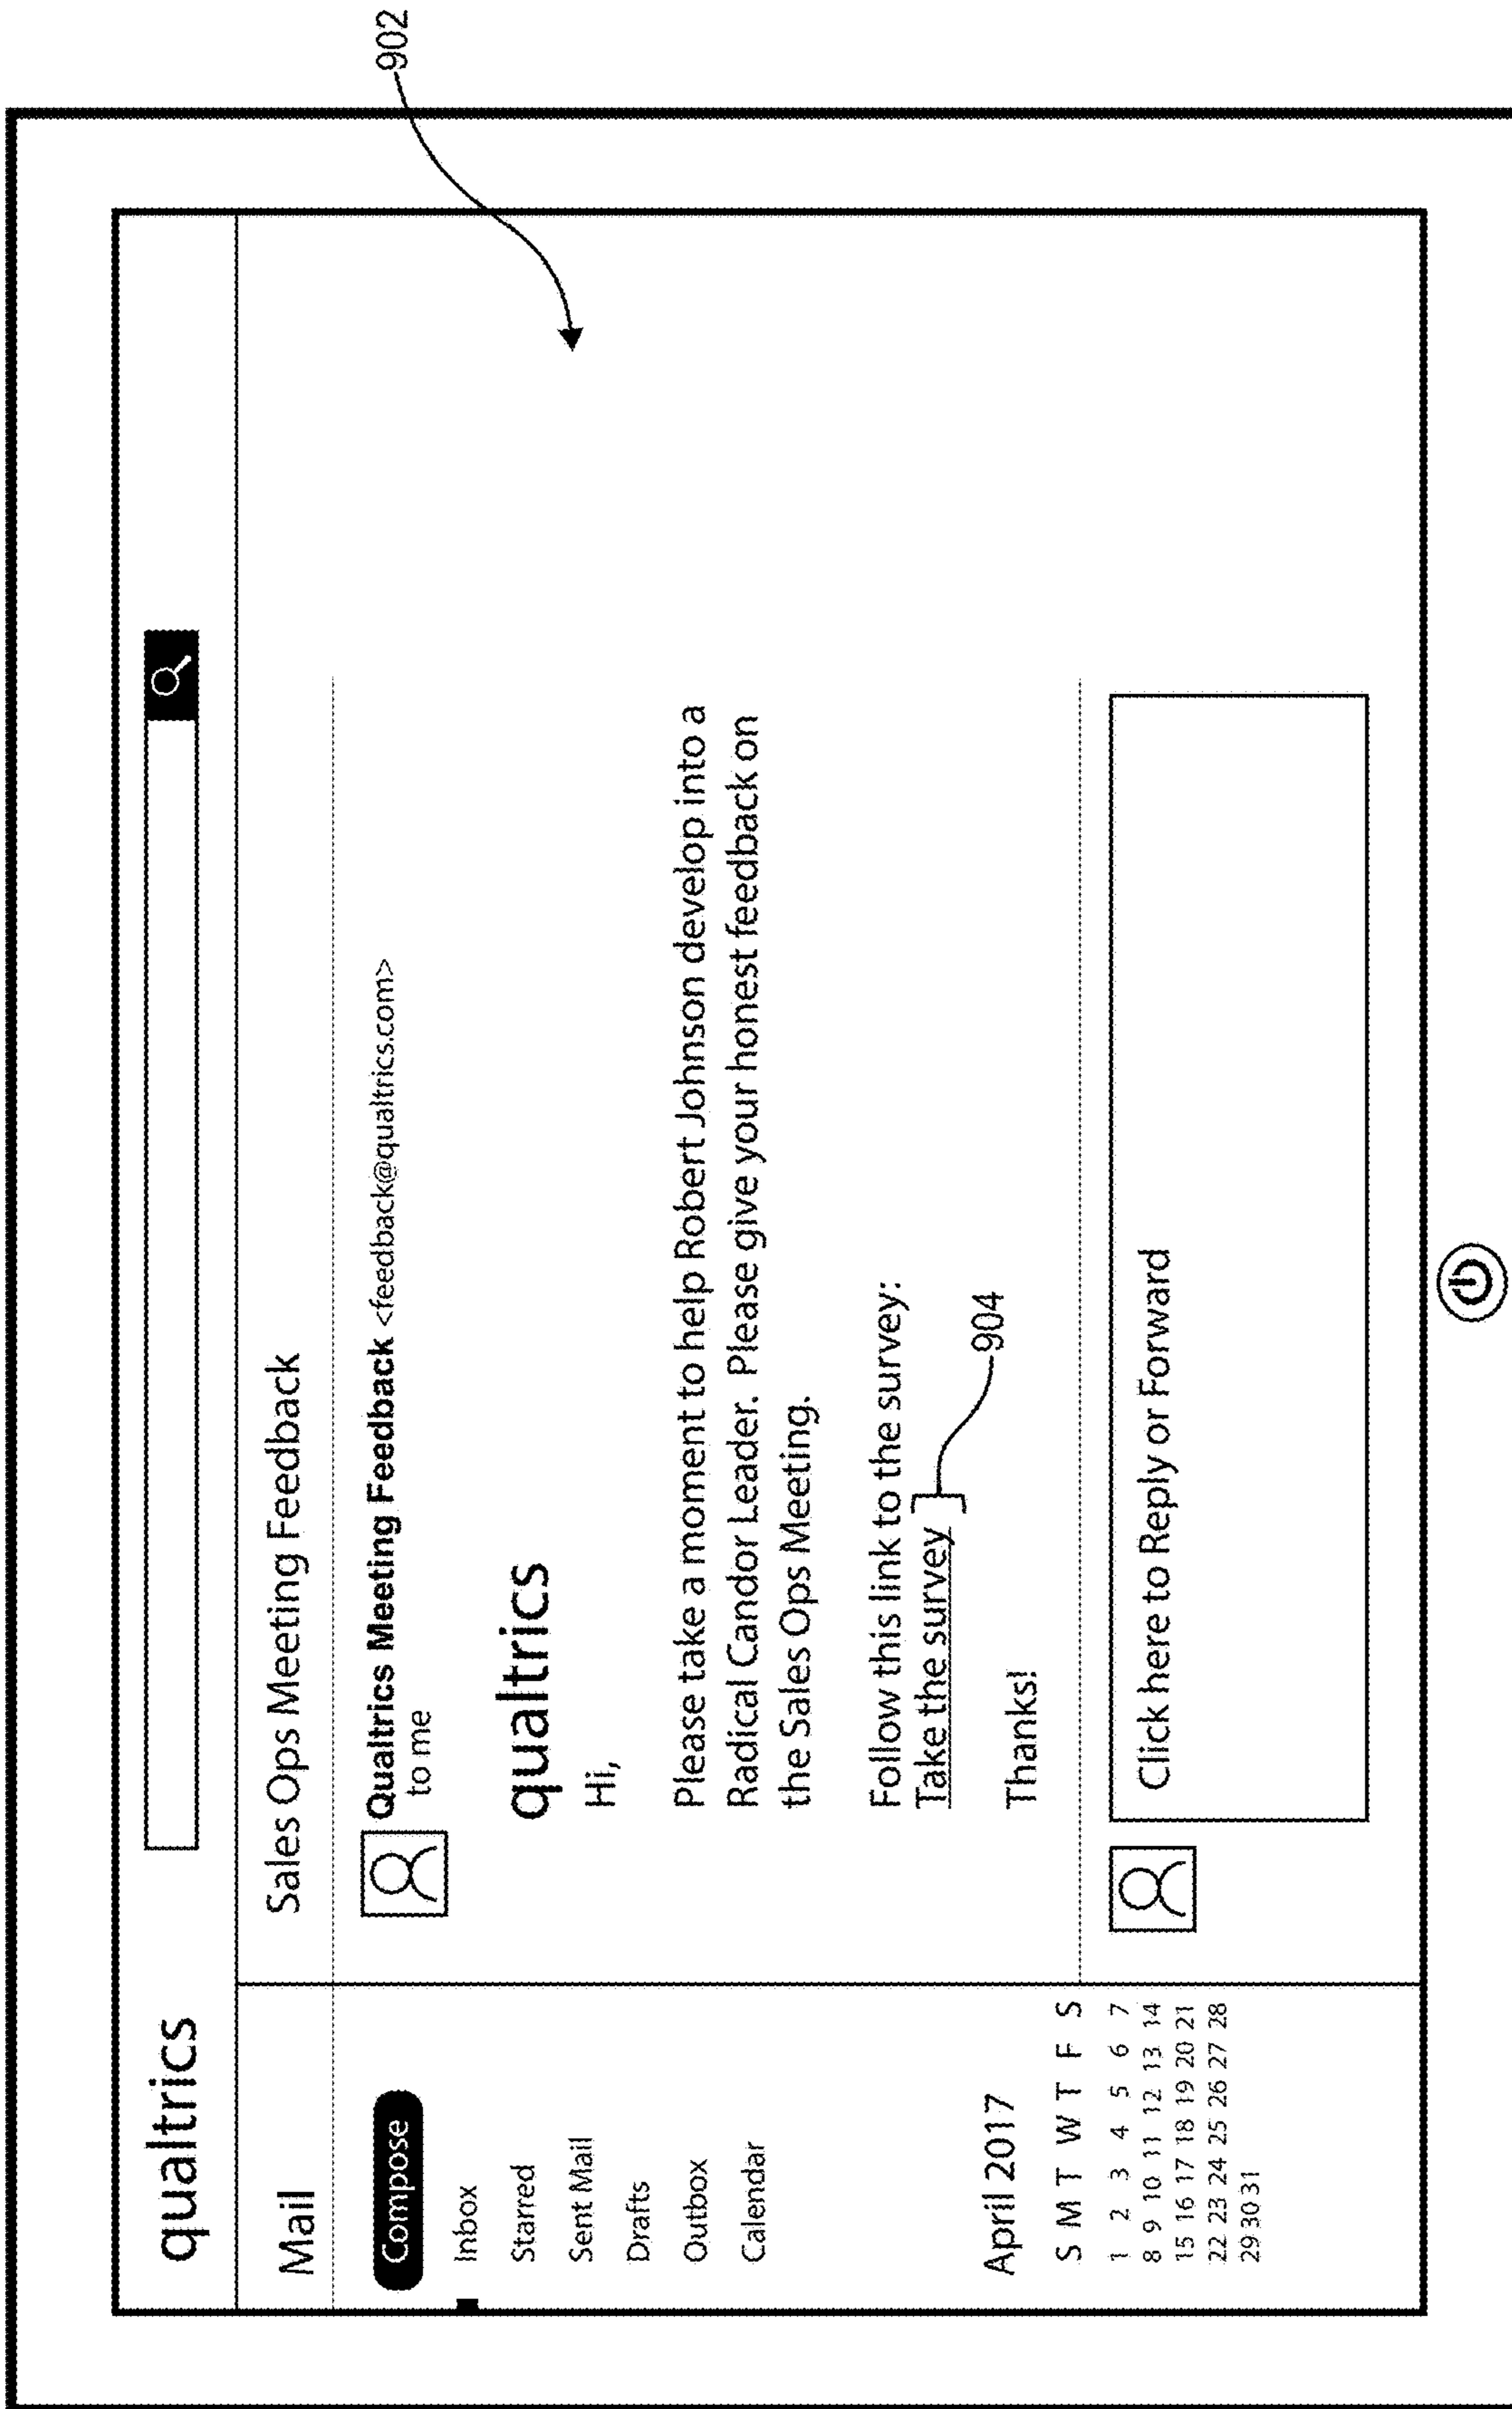 qualtrics
Mail
Compose
Inbox
Starred
Sent Mail
Drafts
Outbox
Calendar
April 2017
S M T W T F S
1 2 3 4 5 6 7
8 9 10 11 12 13 14
15 16 17 18 19 20 21
22 23 24 25 26 27 28
29 30 31
Sales Ops Meeting Feedback
Qualtrics Meeting Feedback <feedback@qualtrics.com>
to me
qualtrics
Hi,
Please take a moment to help Robert Johnson develop into a
Radical Candor Leader. Please give your honest feedback on
the Sales Ops Meeting.
Follow this link to the survey:
Take the survey
904
Thanks!
Click here to Reply or Forward
902